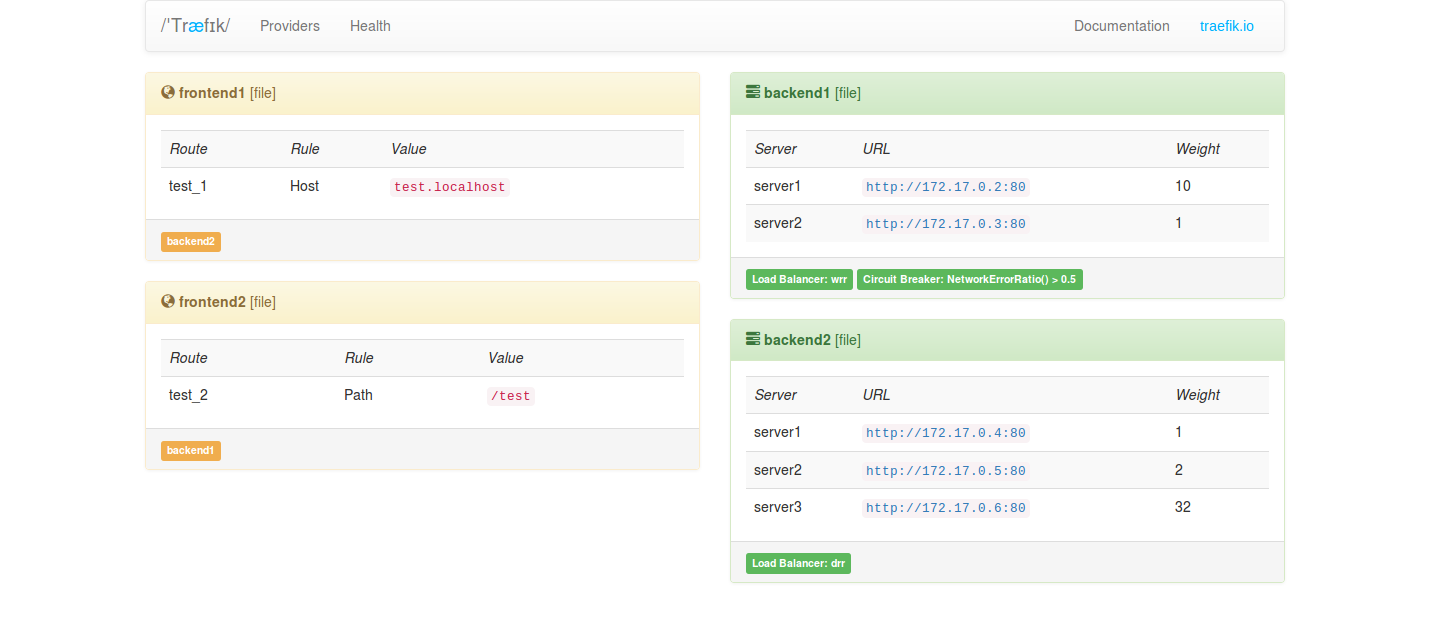 /'Træfɪk/ Providers Health Documentation traefik.io
frontend1 [file]
Route Rule Value
test_1 Host test.localhost
backend2
frontend2 [file]
Route Rule Value
test_2 Path /test
backend1
backend1 [file]
Server URL Weight
server1 http://172.17.0.2:80 10
server2 http://172.17.0.3:80 1
Load Balancer: wrr Circuit Breaker: NetworkErrorRatio() > 0.5
backend2 [file]
Server URL Weight
server1 http://172.17.0.4:80 1
server2 http://172.17.0.5:80 2
server3 http://172.17.0.6:80 32
Load Balancer: drr